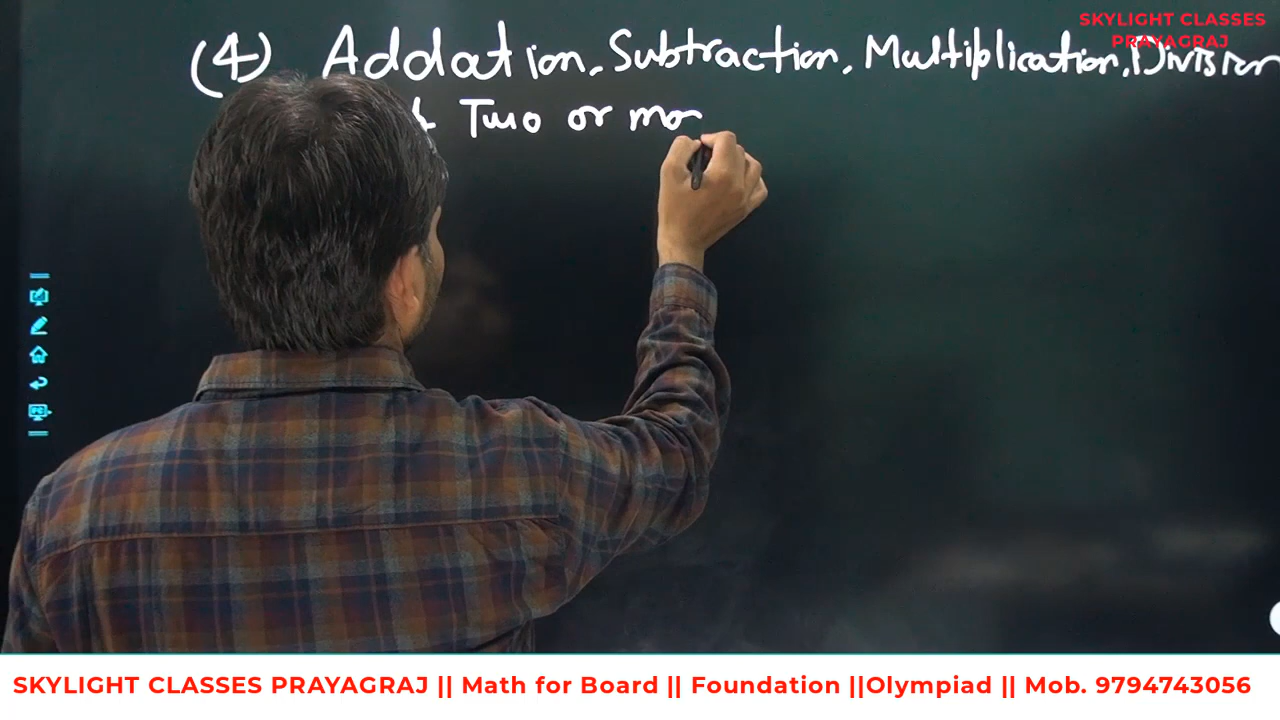 SKYLIGHT CLASSES
PRAYAGRAJ
(4) Addation, Subtraction, Multiplication, Division
Two or mor
SKYLIGHT CLASSES PRAYAGRAJ || Math for Board || Foundation ||Olympiad || Mob. 9794743056